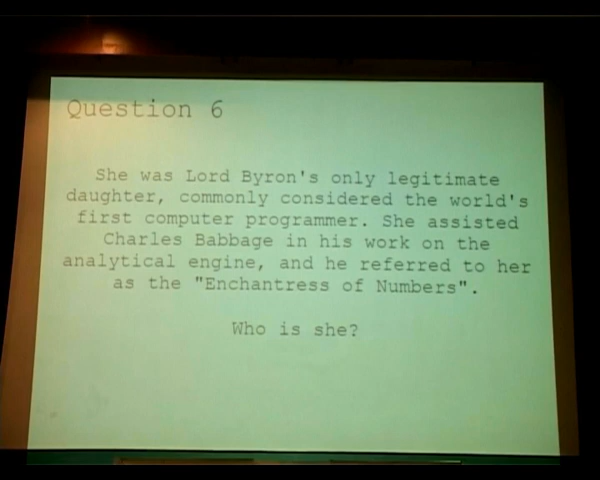 Question 6
She was Lord Byron's only legitimate
daughter, commonly considered the world's
first computer programmer. She assisted
Charles Babbage in his work on the
analytical engine, and he referred to her
as the "Enchantress of Numbers".
Who is she?